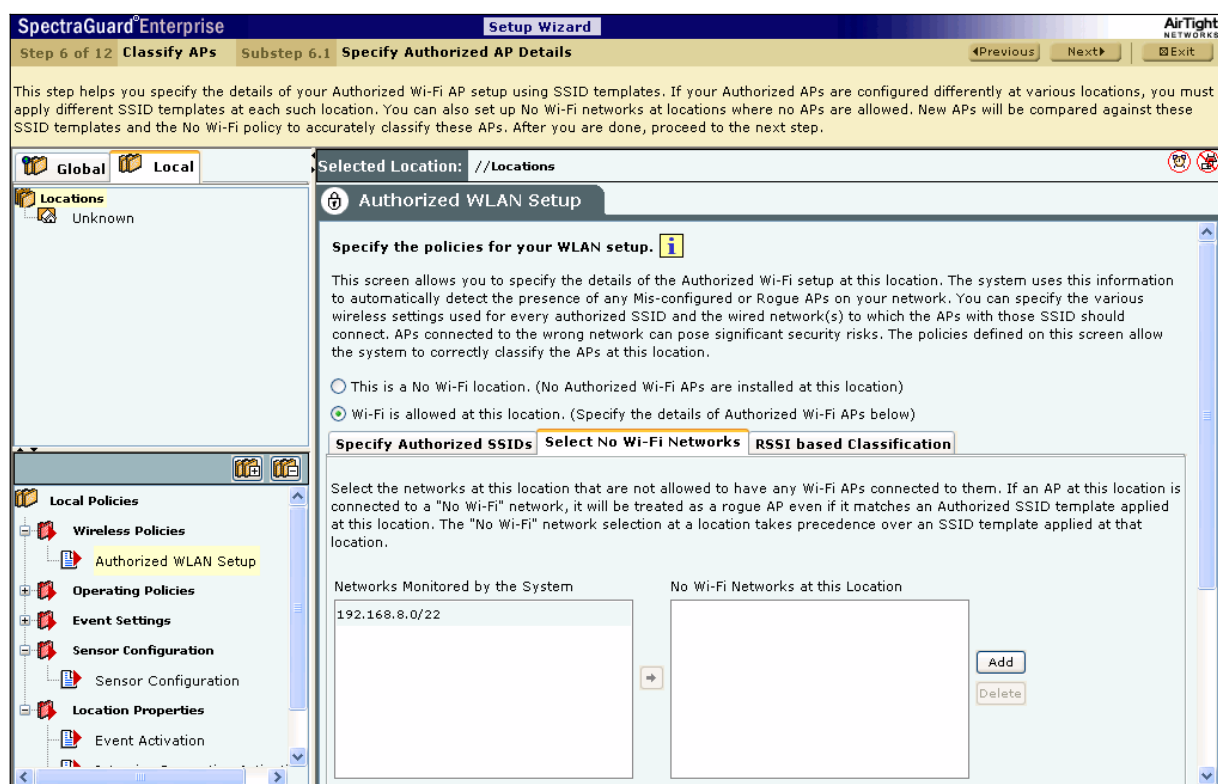 SpectraGuard® Enterprise
Setup Wizard
AirTight
NETWORKS
Step 6 of 12 Classify APs Substep 6.1 Specify Authorized AP Details
Previous Next Exit
This step helps you specify the details of your Authorized Wi-Fi AP setup using SSID templates. If your Authorized APs are configured differently at various locations, you must
apply different SSID templates at each such location. You can also set up No Wi-Fi networks at locations where no APs are allowed. New APs will be compared against these
SSID templates and the No Wi-Fi policy to accurately classify these APs. After you are done, proceed to the next step.
Global Local
Locations
Unknown
Selected Location: //Locations
Authorized WLAN Setup
Specify the policies for your WLAN setup. i
This screen allows you to specify the details of the Authorized Wi-Fi setup at this location. The system uses this information
to automatically detect the presence of any Mis-configured or Rogue APs on your network. You can specify the various
wireless settings used for every authorized SSID and the wired network(s) to which the APs with those SSID should
connect. APs connected to the wrong network can pose significant security risks. The policies defined on this screen allow
the system to correctly classify the APs at this location.
This is a No Wi-Fi location. (No Authorized Wi-Fi APs are installed at this location)
Wi-Fi is allowed at this location. (Specify the details of Authorized Wi-Fi APs below)
Specify Authorized SSIDs Select No Wi-Fi Networks RSSI based Classification
Select the networks at this location that are not allowed to have any Wi-Fi APs connected to them. If an AP at this location is
connected to a "No Wi-Fi" network, it will be treated as a rogue AP even if it matches an Authorized SSID template applied
at this location. The "No Wi-Fi" network selection at a location takes precedence over an SSID template applied at that
location.
Networks Monitored by the System
192.168.8.0/22
No Wi-Fi Networks at this Location
Add
Delete
Local Policies
Wireless Policies
Authorized WLAN Setup
Operating Policies
Event Settings
Sensor Configuration
Sensor Configuration
Location Properties
Event Activation